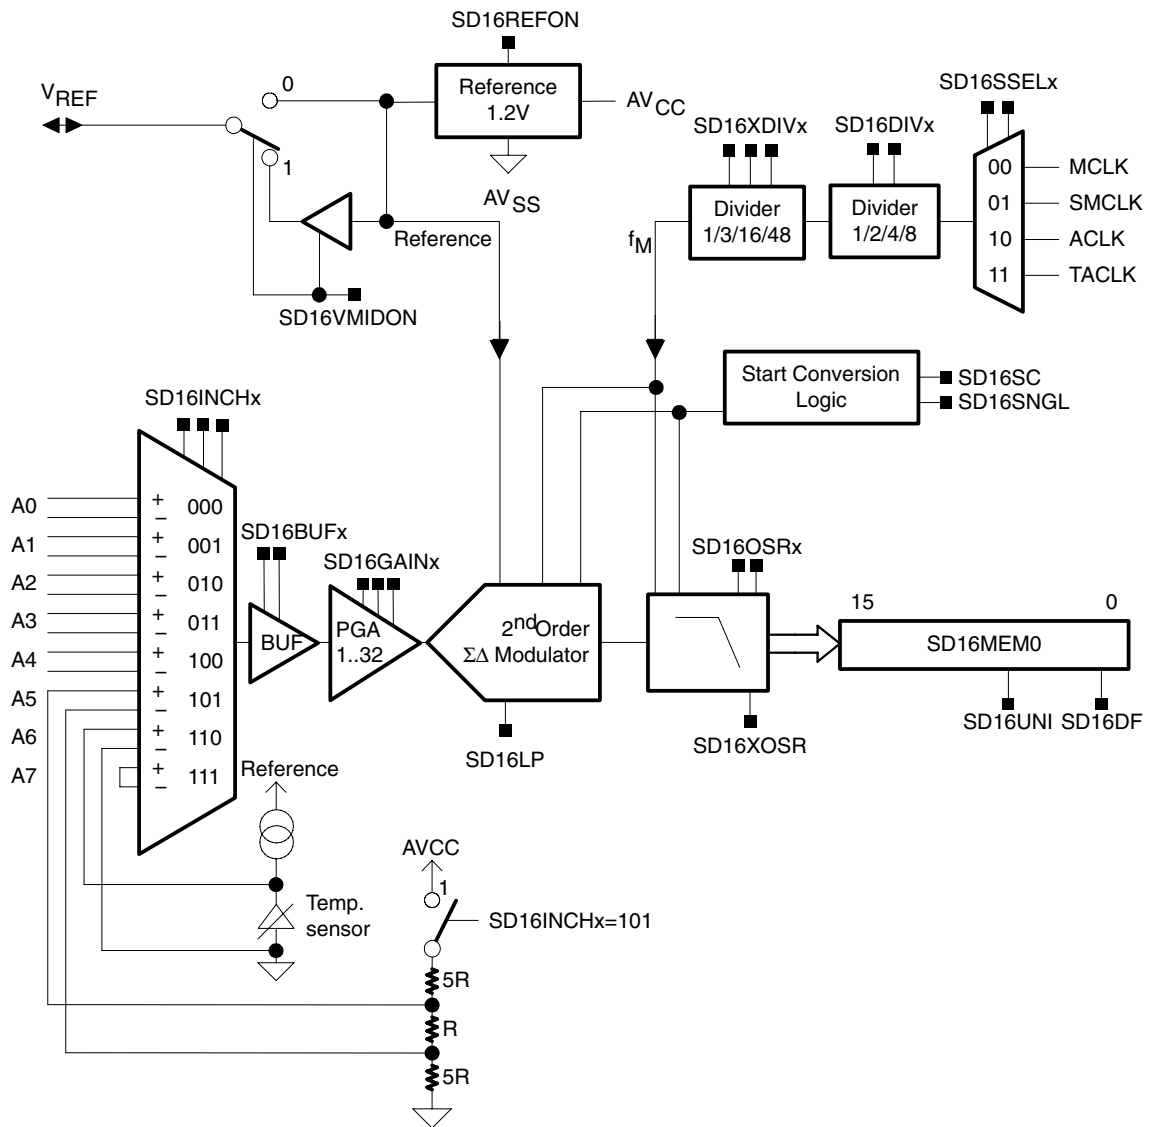 SD16REFON
VREF
0
Reference
1.2V
AVCC
SD16SSELx
SD16XDIVx
SD16DIVx
1
AVSS
Reference
SD16VMIDON
fM
Divider
1/3/16/48
Divider
1/2/4/8
00
01
10
11
MCLK
SMCLK
ACLK
TACLK
Start Conversion
Logic
SD16SC
SD16SNGL
SD16INCHx
A0
A1
A2
A3
A4
A5
A6
A7
+
–
000
+
–
001
+
–
010
+
–
011
+
–
100
+
–
101
+
–
110
+
–
111
SD16BUFx
BUF
SD16GAINx
PGA
1..32
2nd Order
ΣΔ Modulator
SD16LP
SD16OSRx
SD16XOSR
15
0
SD16MEM0
SD16UNI
SD16DF
Reference
Temp.
sensor
AVCC
1
SD16INCHx=101
5R
R
5R